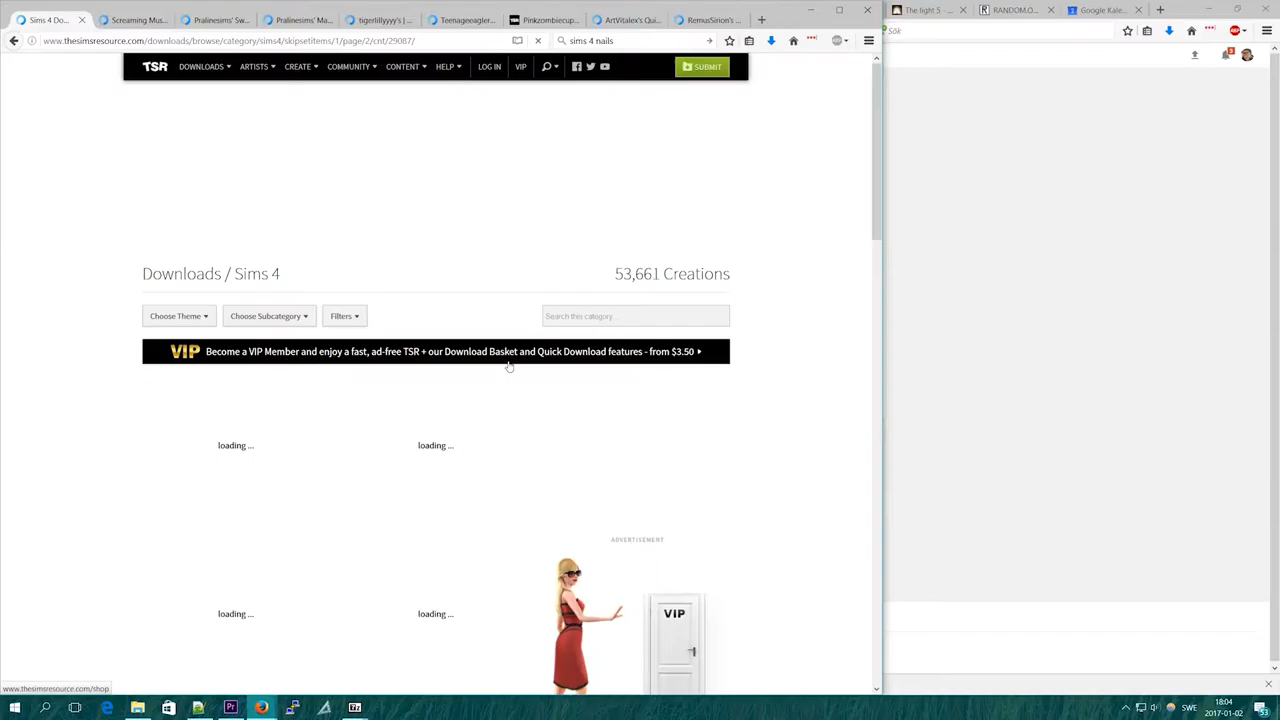 Sims 4 Do...
Screaming Mus...
Pralinesims' Sw...
Pralinesims' Ma...
tigerlillyyyy's | ...
Teenageeagler...
Pinkzombiecup...
ArtVitalex's Qui...
RemusSirion's ...
The light 5 - ...
RANDOM.O...
Google Kale...
www.thesimsresource.com/downloads/browse/category/sims4/skipsetitems/1/page/2/cnt/29087/
sims 4 nails
Sök
TSR DOWNLOADS ARTISTS CREATE COMMUNITY CONTENT HELP LOG IN VIP SUBMIT
Downloads / Sims 4
53,661 Creations
Choose Theme
Choose Subcategory
Filters
Search this category...
VIP Become a VIP Member and enjoy a fast, ad-free TSR + our Download Basket and Quick Download features - from $3.50
loading ...
loading ...
ADVERTISEMENT
VIP
loading ...
loading ...
www.thesimsresource.com/shop
SWE
18:04
2017-01-02
53